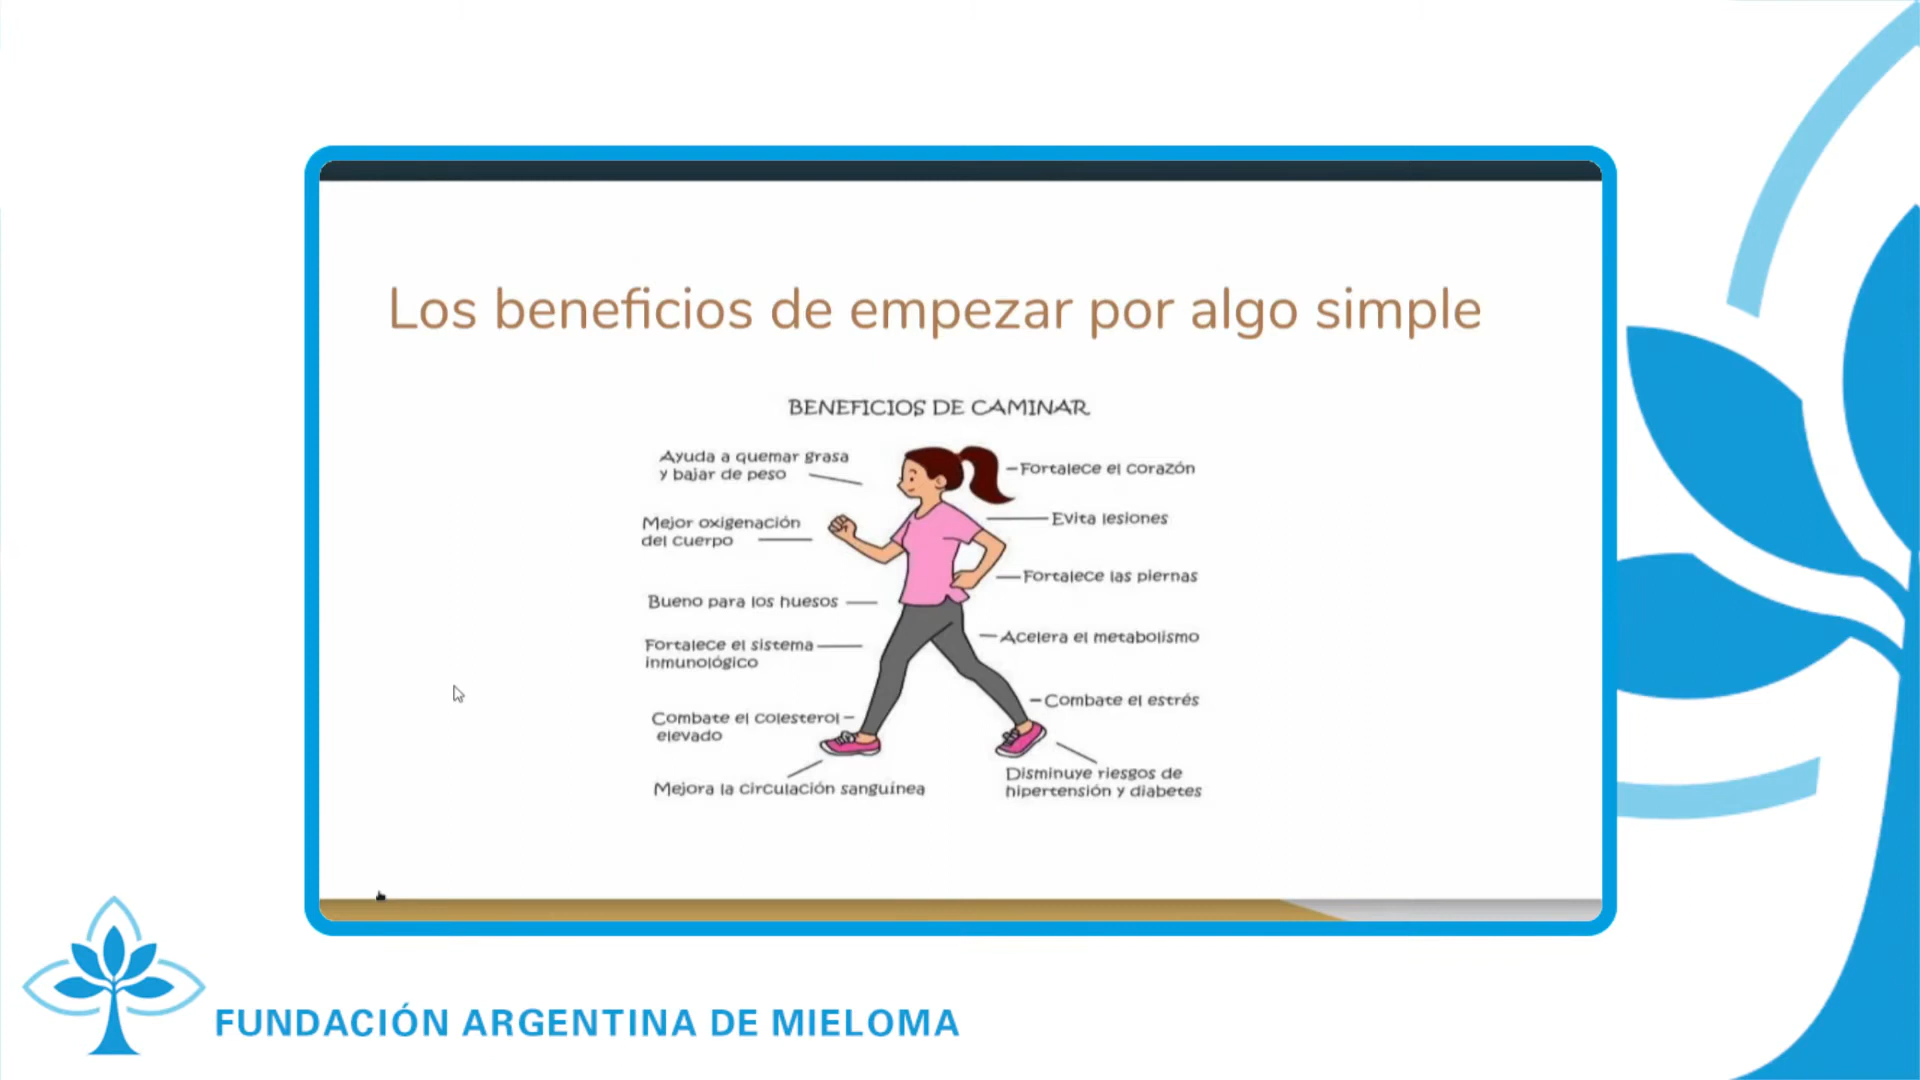 Los beneficios de empezar por algo simple
BENEFICIOS DE CAMINAR
Ayuda a quemar grasa
y bajar de peso
Mejor oxigenación
del cuerpo
Bueno para los huesos
Fortalece el sistema
inmunológico
Combate el colesterol
elevado
Mejora la circulación sanguínea
Fortalece el corazón
Evita lesiones
Fortalece las piernas
Acelera el metabolismo
Combate el estrés
Disminuye riesgos de
hipertensión y diabetes
FUNDACIÓN ARGENTINA DE MIELOMA